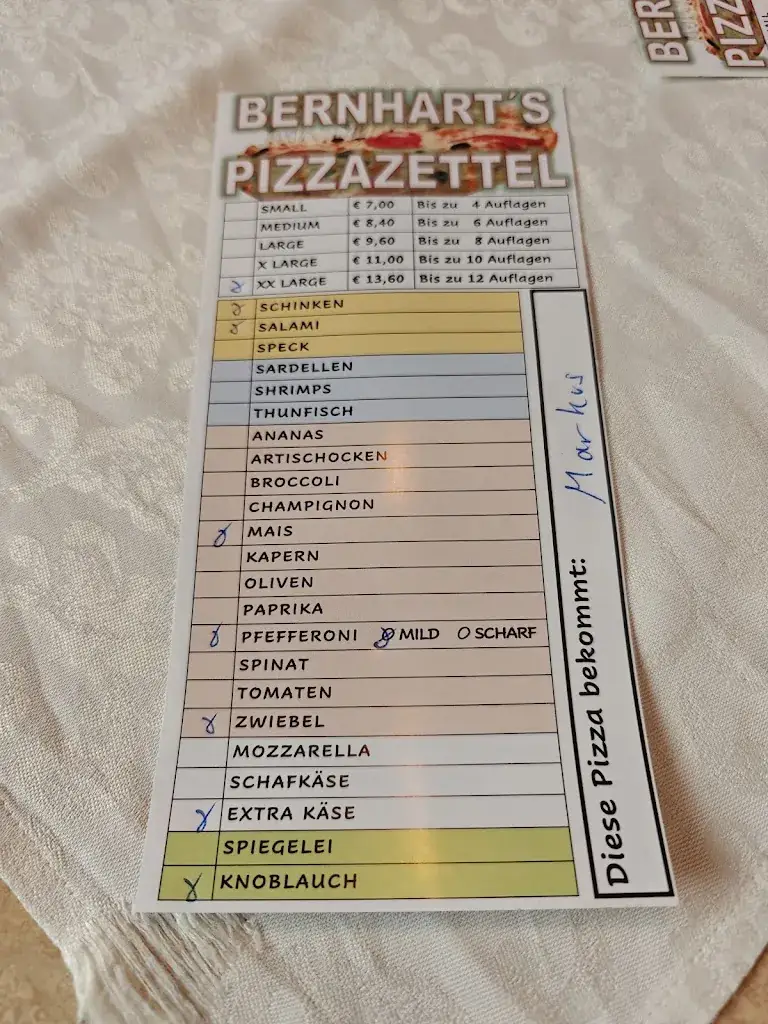 BERNHART'S
PIZZAZETTEL
SMALL € 7,00 Bis zu 4 Auflagen
MEDIUM € 8,40 Bis zu 6 Auflagen
LARGE € 9,60 Bis zu 8 Auflagen
X LARGE € 11,00 Bis zu 10 Auflagen
XX LARGE € 13,60 Bis zu 12 Auflagen
SCHINKEN
SALAMI
SPECK
SARDELLEN
SHRIMPS
THUNFISCH
ANANAS
ARTISCHOCKEN
BROCCOLI
CHAMPIGNON
MAIS
KAPERN
OLIVEN
PAPRIKA
PFEFFERONI MILD SCHARF
SPINAT
TOMATEN
ZWIEBEL
MOZZARELLA
SCHAFKÄSE
EXTRA KÄSE
SPIEGELEI
KNOBLAUCH
Diese Pizza bekommt: Markus
BER
PIZZ